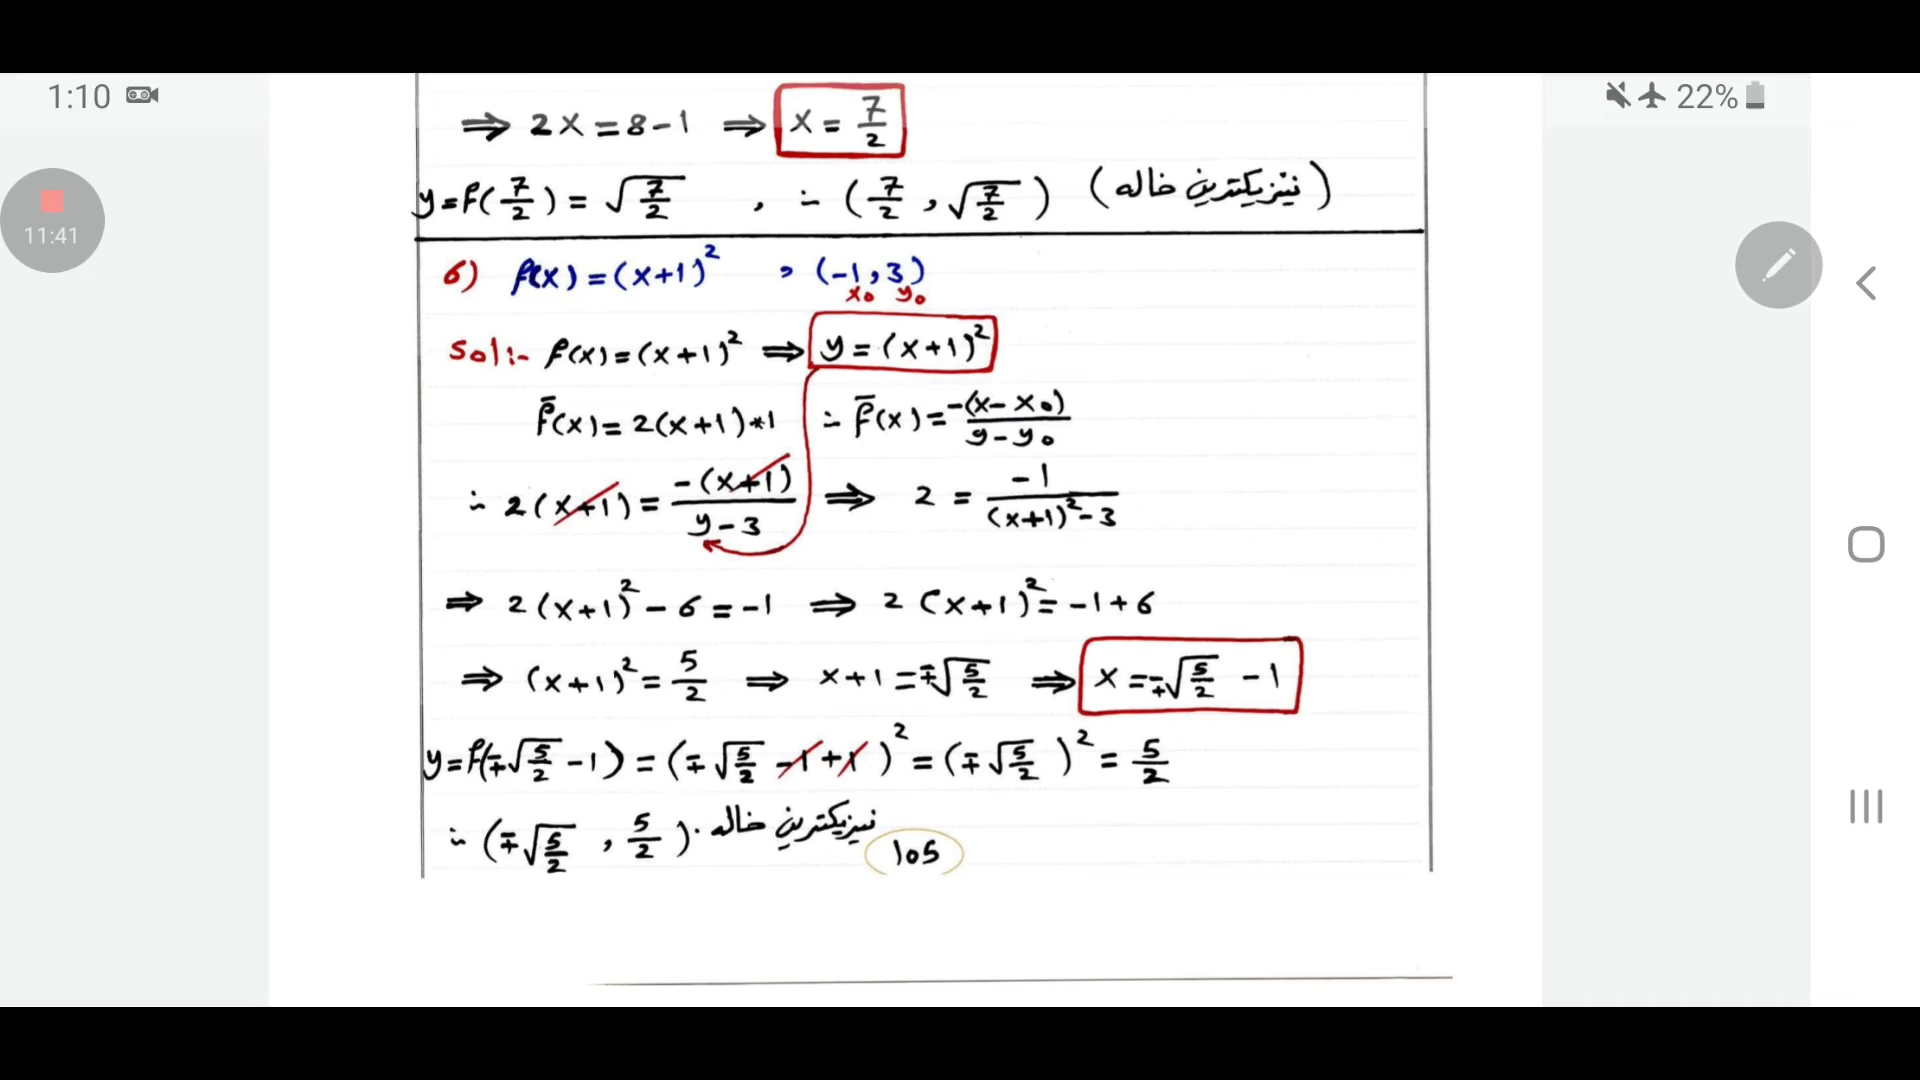 1:10
22%
11:41
⇒ 2x = 8-1 ⇒ x = 7/2
y = f(7/2) = √(7/2) , ∴ (7/2 , √(7/2)) (نیزیکترین خاله)
6) f(x) = (x+1)² , (-1, 3)
x₀ y₀
Sol:- f(x) = (x+1)² ⇒ y = (x+1)²
f̄(x) = 2(x+1)*1 ∴ f̄(x) = -(x-x₀)/(y-y₀)
∴ 2(x+1) = -(x+1)/(y-3) ⇒ 2 = -1/((x+1)²-3)
⇒ 2(x+1)² - 6 = -1 ⇒ 2(x+1)² = -1+6
⇒ (x+1)² = 5/2 ⇒ x+1 = ∓√(5/2) ⇒ x = ∓√(5/2) - 1
y = f(∓√(5/2) - 1) = (∓√(5/2) - 1 + 1)² = (∓√(5/2))² = 5/2
∴ (∓√(5/2) , 5/2). نیزیکترین خاله
105